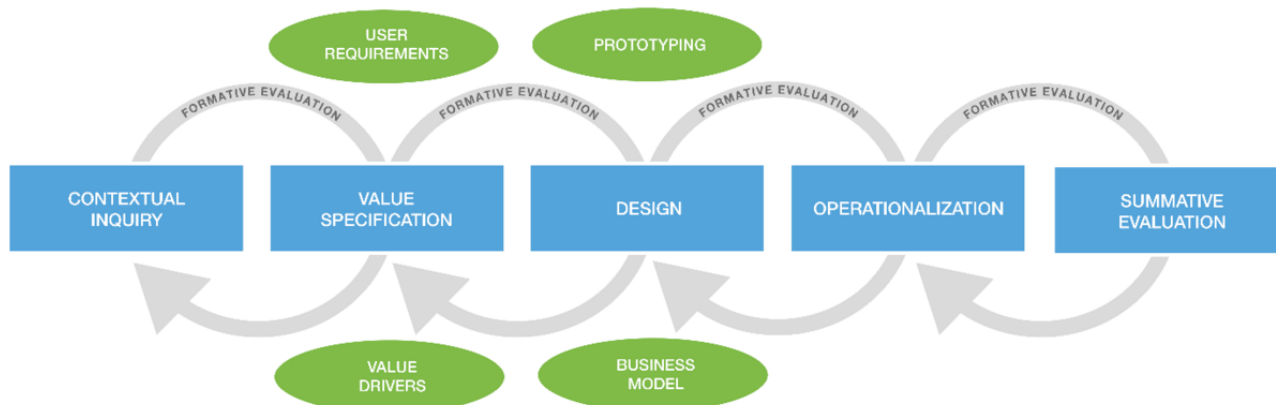 USER
REQUIREMENTS
PROTOTYPING
FORMATIVE EVALUATION
FORMATIVE EVALUATION
FORMATIVE EVALUATION
FORMATIVE EVALUATION
CONTEXTUAL
INQUIRY
VALUE
SPECIFICATION
DESIGN
OPERATIONALIZATION
SUMMATIVE
EVALUATION
VALUE
DRIVERS
BUSINESS
MODEL